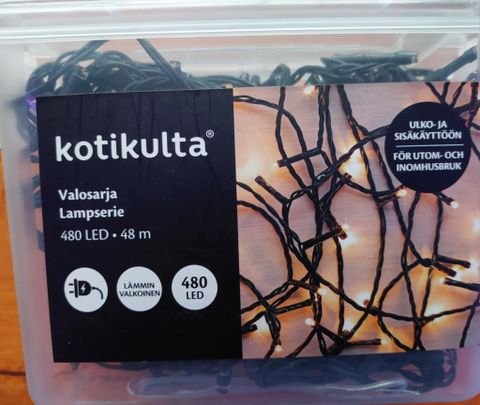 kotikulta®
Valosarja
Lampserie
480 LED • 48 m
LÄMMIN
VALKOINEN
480
LED
ULKO- JA
SISÄKÄYTTÖÖN
FÖR UTOM- OCH
INOMHUSBRUK